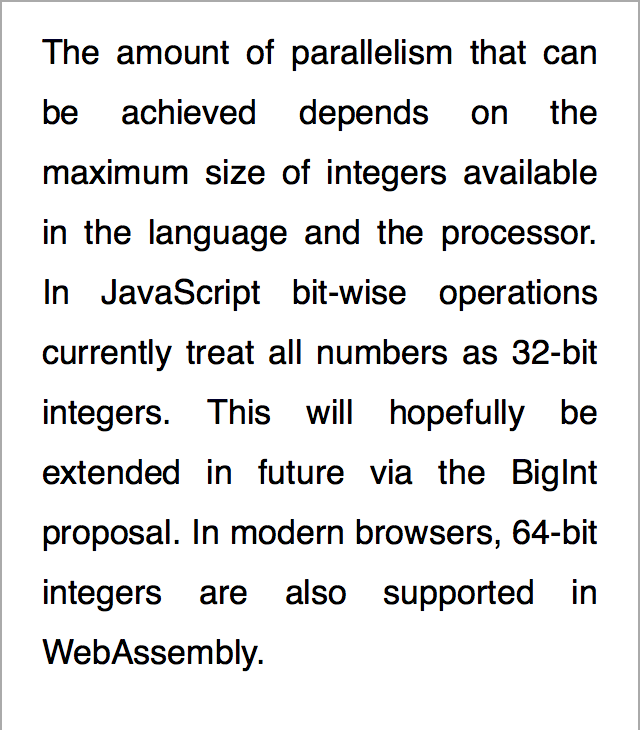 The amount of parallelism that can
be achieved depends on the
maximum size of integers available
in the language and the processor.
In JavaScript bit-wise operations
currently treat all numbers as 32-bit
integers. This will hopefully be
extended in future via the BigInt
proposal. In modern browsers, 64-bit
integers are also supported in
WebAssembly.